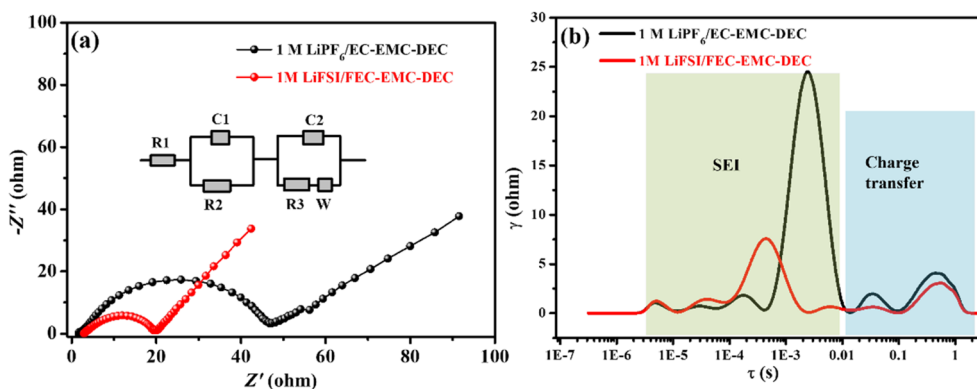 (a)
1 M LiPF6/EC-EMC-DEC
1M LiFSI/FEC-EMC-DEC
R1
C1
R2
C2
R3
W
-Z'' (ohm)
100
80
60
40
20
0
0
20
40
60
80
100
Z' (ohm)
(b)
1 M LiPF6/EC-EMC-DEC
1M LiFSI/FEC-EMC-DEC
SEI
Charge
transfer
γ (ohm)
30
25
20
15
10
5
0
1E-7
1E-6
1E-5
1E-4
1E-3
0.01
0.1
1
τ (s)